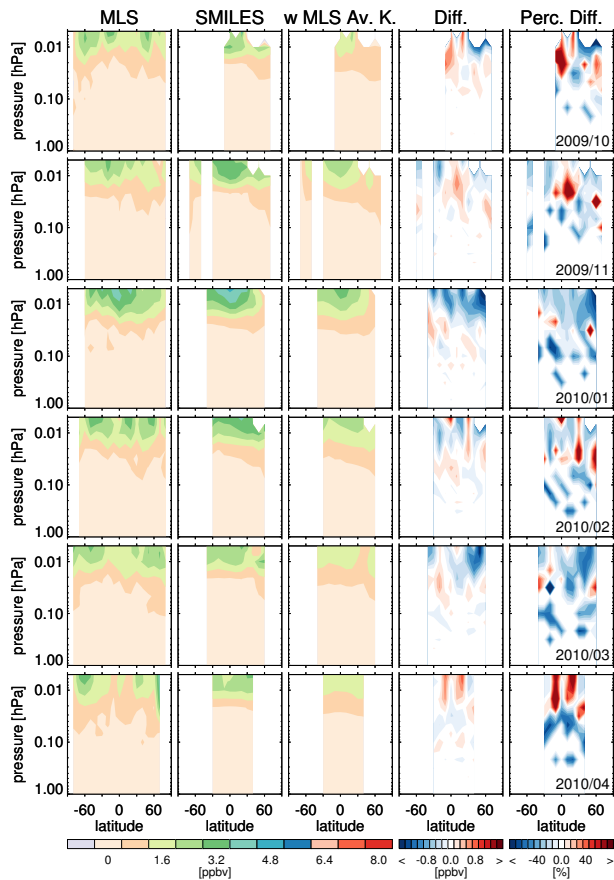 MLS SMILES w MLS Av. K. Diff. Perc. Diff.
pressure [hPa] 0.01 0.10 1.00 2009/10
pressure [hPa] 0.01 0.10 1.00 2009/11
pressure [hPa] 0.01 0.10 1.00 2010/01
pressure [hPa] 0.01 0.10 1.00 2010/02
pressure [hPa] 0.01 0.10 1.00 2010/03
pressure [hPa] 0.01 0.10 1.00 2010/04
-60 0 60 -60 0 60 -60 0 60 -60 0 60 -60 0 60
latitude latitude latitude latitude latitude
0 1.6 3.2 4.8 6.4 8.0 < -0.8 0.0 0.8 > < -40 0 40 >
[ppbv] [ppbv] [%]